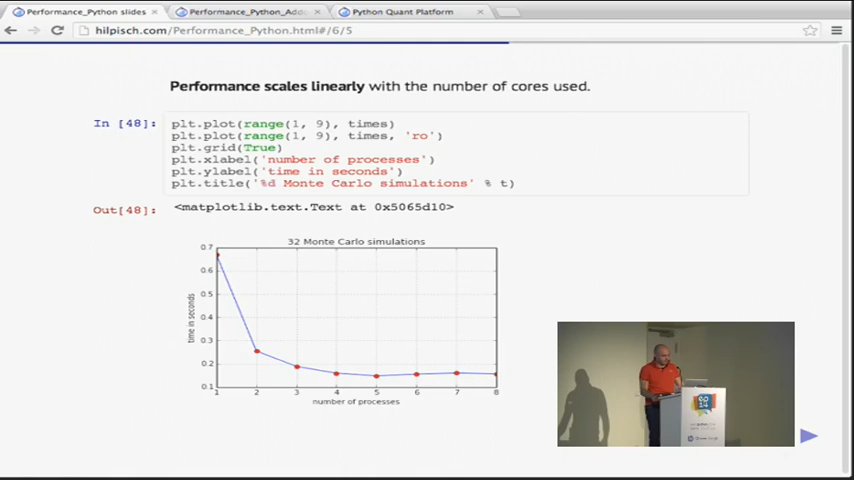 Performance_Python slides
Performance_Python_Adde
Python Quant Platform
hilpisch.com/Performance_Python.html#/6/5
Performance scales linearly with the number of cores used.
In [48]:
plt.plot(range(1, 9), times)
plt.plot(range(1, 9), times, 'ro')
plt.grid(True)
plt.xlabel('number of processes')
plt.ylabel('time in seconds')
plt.title('%d Monte Carlo simulations' % t)
Out[48]:
<matplotlib.text.Text at 0x5065d10>
32 Monte Carlo simulations
0.7
0.6
0.5
0.4
0.3
0.2
0.1
time in seconds
1 2 3 4 5 6 7 8
number of processes